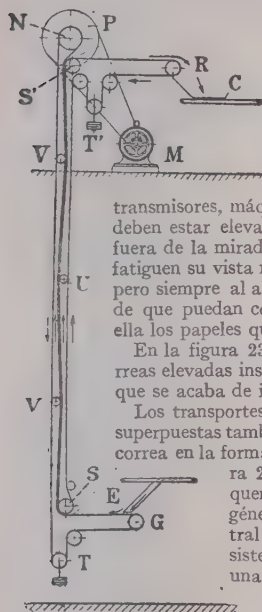 N
P
R
C
S'
T'
M
V
transmisores, máq
deben estar eleva
fuera de la mirad
fatiguen su vista
pero siempre al a
de que puedan co
ella los papeles qu
U
En la figura 23
rreas elevadas ins
que se acaba de i
V
Los transportes
superpuestas tamb
correa en la forma
S
E
ra 2
quer
géne
tral
siste
una
G
T